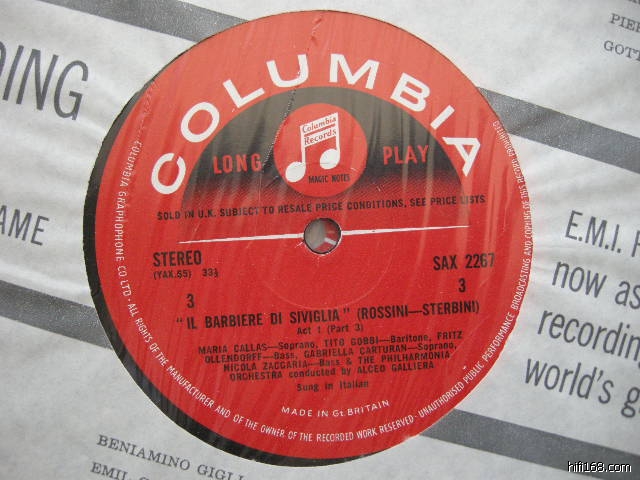 DING
PIER
GOTT
COLUMBIA
Columbia
Records
LONG PLAY
MAGIC NOTES
SOLD IN U.K. SUBJECT TO RESALE PRICE CONDITIONS, SEE PRICE LISTS
STEREO
(YAX.55) 33⅓
SAX 2267
3 3
"IL BARBIERE DI SIVIGLIA" (ROSSINI—STERBINI)
Act 1 (Part 3)
MARIA CALLAS—Soprano, TITO GOBBI—Baritone, FRITZ
OLLENDORFF—Bass, GABRIELLA CARTURAN—Soprano,
NICOLA ZACCARIA—Bass & THE PHILHARMONIA
ORCHESTRA conducted by ALCEO GALLIERA
Sung in Italian
MADE IN GT. BRITAIN
COLUMBIA GRAPHOPHONE CO LTD · ALL RIGHTS OF THE MANUFACTURER AND OF THE OWNER OF THE RECORDED WORK RESERVED · UNAUTHORISED PUBLIC PERFORMANCE BROADCASTING AND COPYING OF THIS RECORD PROHIBITED
AME
E.M.I. R
now as
recording
world's g
BENIAMINO GIGLI
EMIL
hifi168.com